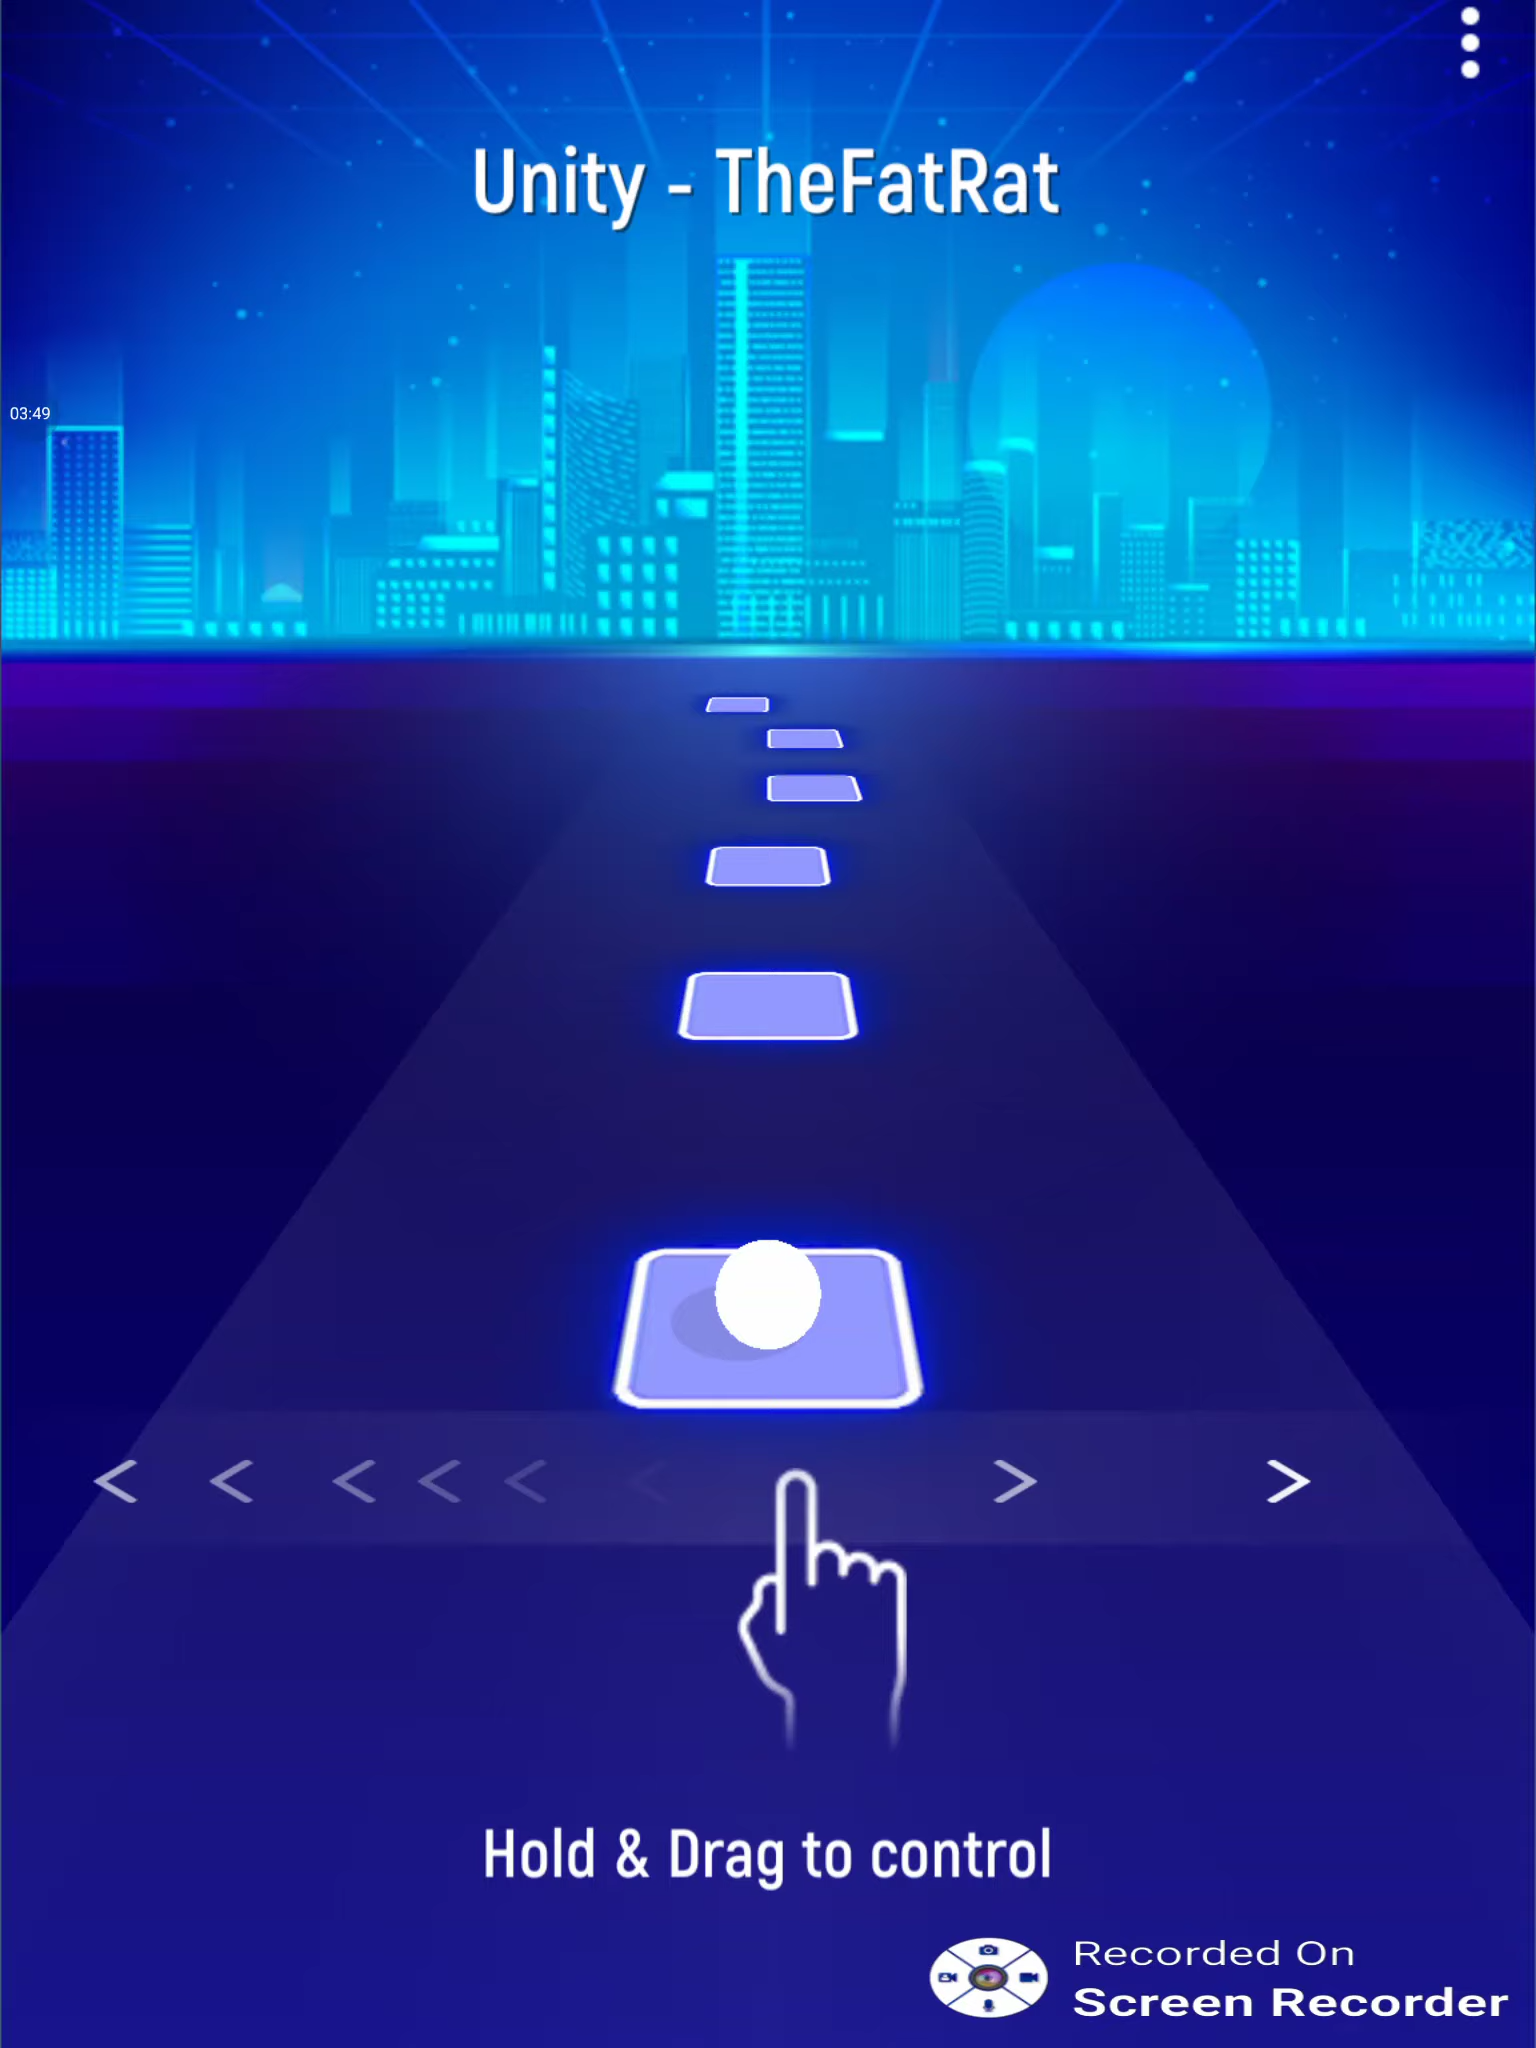 Unity - TheFatRat
03:49
Hold & Drag to control
Recorded On
Screen Recorder